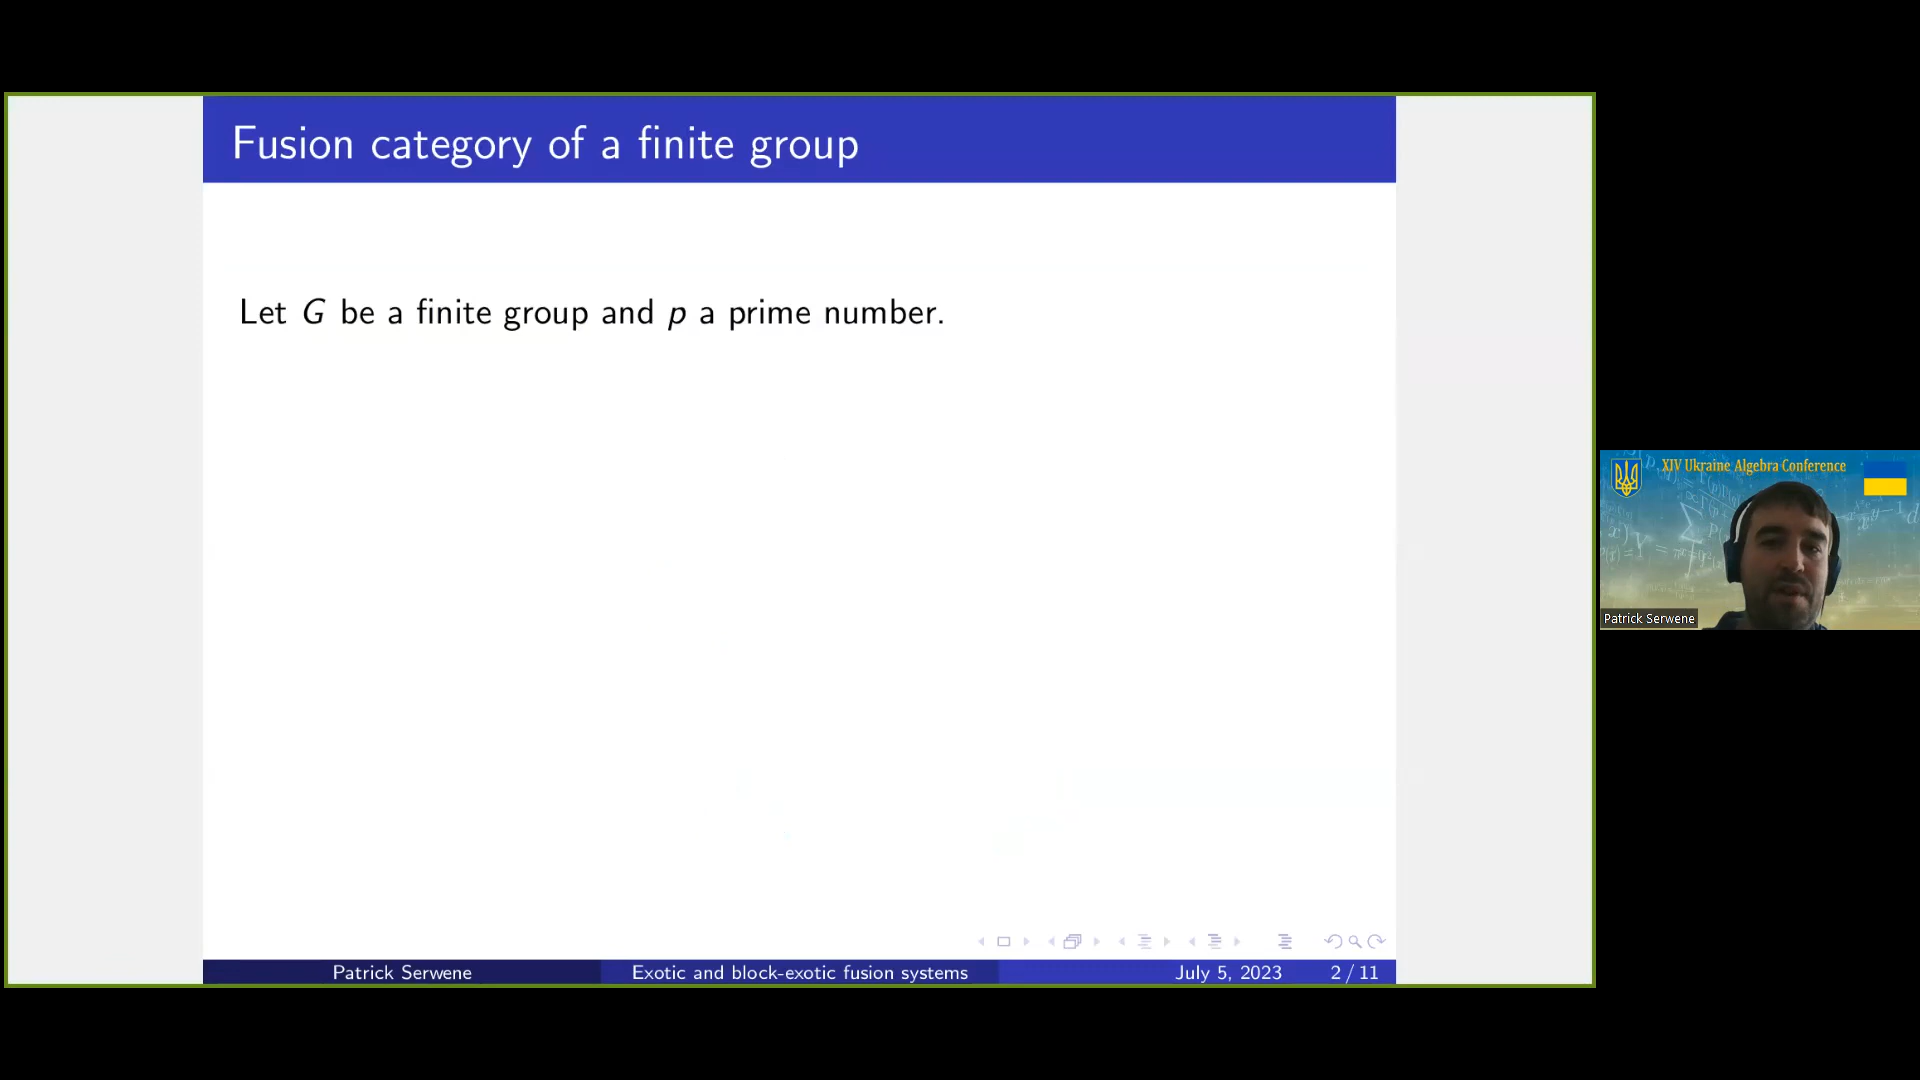 Fusion category of a finite group
Let G be a finite group and p a prime number.
XIV Ukraine Algebra Conference
Patrick Serwene
Patrick Serwene
Exotic and block-exotic fusion systems
July 5, 2023
2 / 11